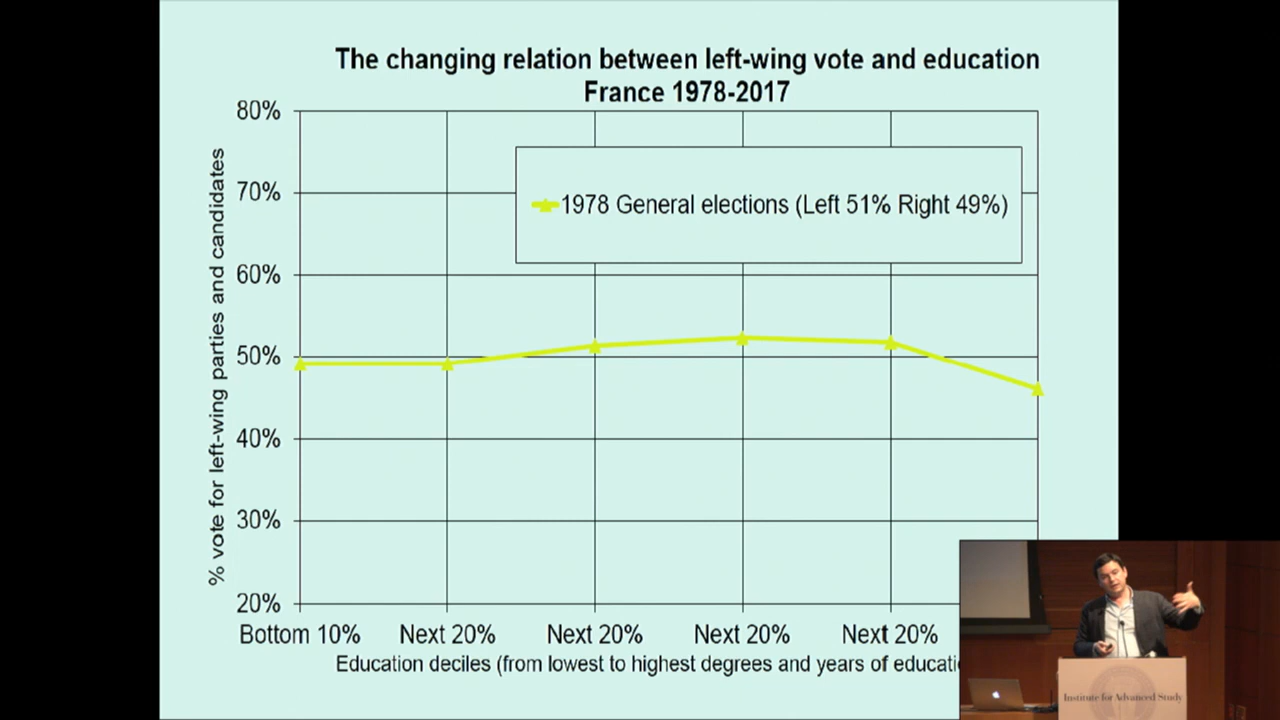 The changing relation between left-wing vote and education
France 1978-2017
80%
70%
60%
50%
40%
30%
20%
% vote for left-wing parties and candidates
1978 General elections (Left 51% Right 49%)
Bottom 10% Next 20% Next 20% Next 20% Next 20%
Education deciles (from lowest to highest degrees and years of educati
Institute for Advanced Study